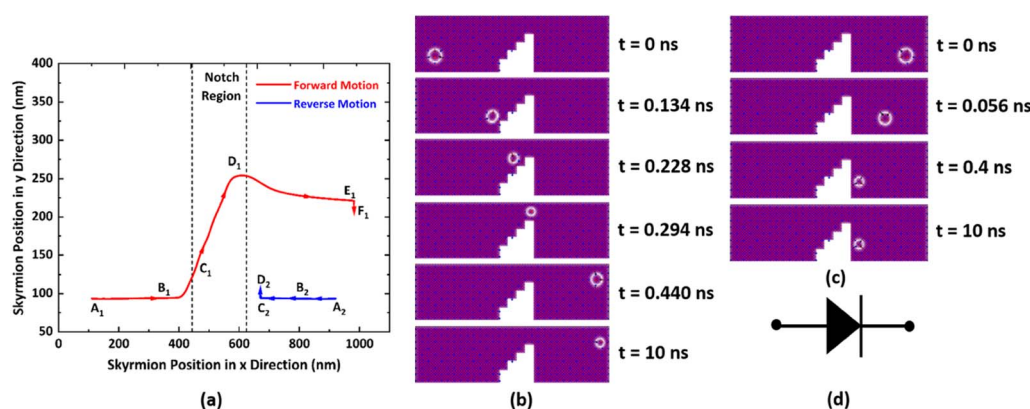 400
350
300
250
200
150
100
50
Skyrmion Position in y Direction (nm)
Notch
Region
Forward Motion
Reverse Motion
A₁
B₁
C₁
D₁
E₁
F₁
D₂
C₂
B₂
A₂
0 200 400 600 800 1000
Skyrmion Position in x Direction (nm)
(a)
t = 0 ns
t = 0.134 ns
t = 0.228 ns
t = 0.294 ns
t = 0.440 ns
t = 10 ns
(b)
t = 0 ns
t = 0.056 ns
t = 0.4 ns
t = 10 ns
(c)
(d)